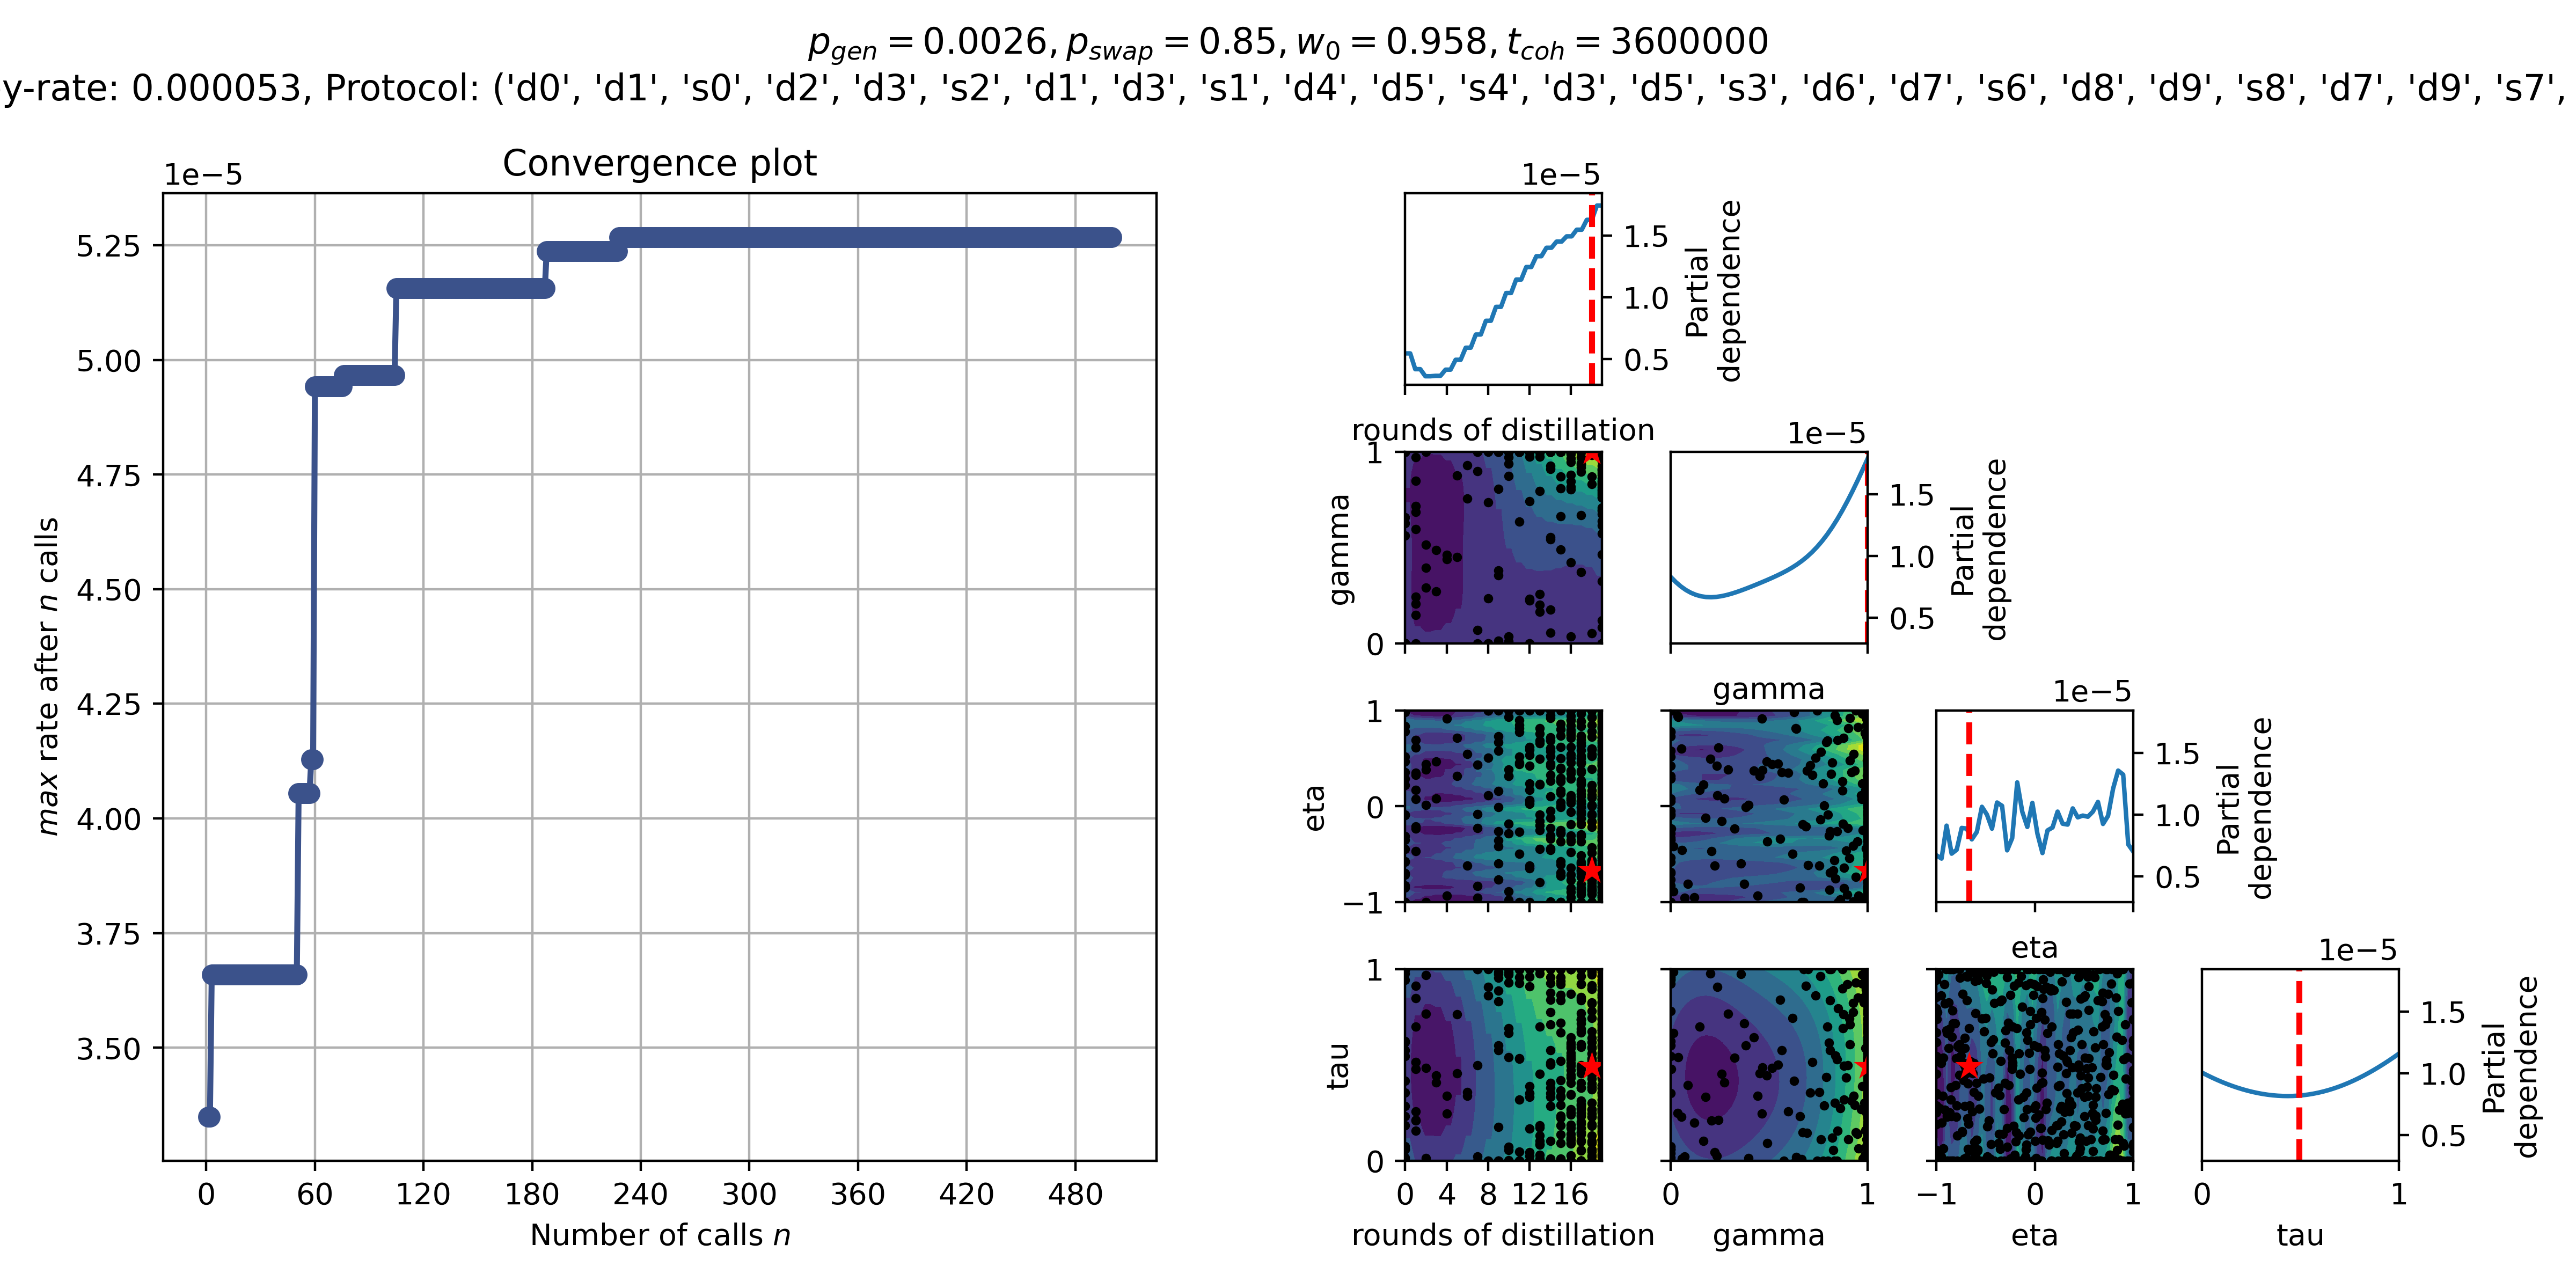 p_gen = 0.0026, p_swap = 0.85, w_0 = 0.958, t_coh = 3600000
y-rate: 0.000053, Protocol: ('d0', 'd1', 's0', 'd2', 'd3', 's2', 'd1', 'd3', 's1', 'd4', 'd5', 's4', 'd3', 'd5', 's3', 'd6', 'd7', 's6', 'd8', 'd9', 's8', 'd7', 'd9', 's7',
Convergence plot
1e−5
5.25
5.00
4.75
4.50
4.25
4.00
3.75
3.50
max rate after n calls
0 60 120 180 240 300 360 420 480
Number of calls n
1e−5
1.5
1.0
0.5
Partial
dependence
rounds of distillation
1
0
gamma
1e−5
1.5
1.0
0.5
Partial
dependence
gamma
1
0
−1
eta
1e−5
1.5
1.0
0.5
Partial
dependence
eta
1
0
tau
0 4 8 12 16
rounds of distillation
0 1
gamma
−1 0 1
eta
1e−5
1.5
1.0
0.5
Partial
dependence
0 1
tau